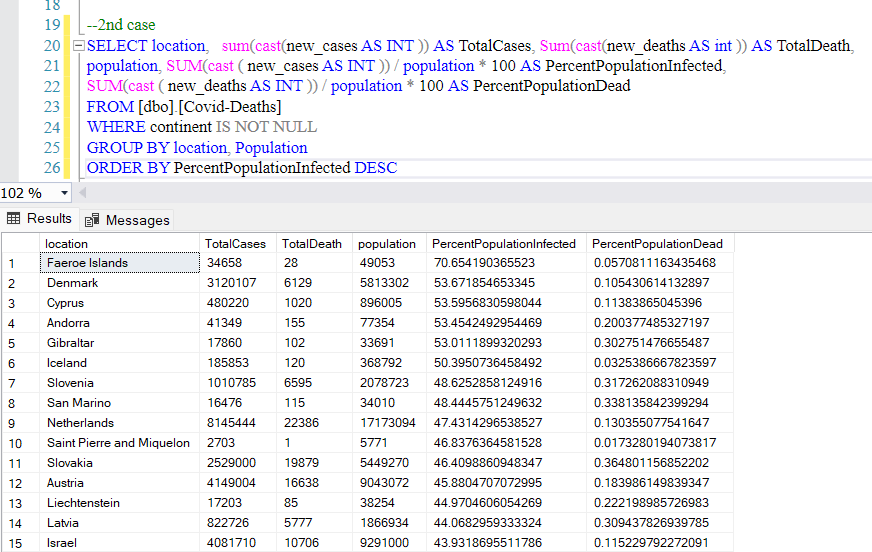 18
19 --2nd case
20 SELECT location,   sum(cast(new_cases AS INT )) AS TotalCases, Sum(cast(new_deaths AS int )) AS TotalDeath,
21 population, SUM(cast ( new_cases AS INT )) / population * 100 AS PercentPopulationInfected,
22 SUM(cast ( new_deaths AS INT )) / population * 100 AS PercentPopulationDead
23 FROM [dbo].[Covid-Deaths]
24 WHERE continent IS NOT NULL
25 GROUP BY location, Population
26 ORDER BY PercentPopulationInfected DESC
102 %
Results Messages
location TotalCases TotalDeath population PercentPopulationInfected PercentPopulationDead
1 Faeroe Islands 34658 28 49053 70.654190365523 0.0570811163435468
2 Denmark 3120107 6129 5813302 53.671854653345 0.105430614132897
3 Cyprus 480220 1020 896005 53.5956830598044 0.11383865045396
4 Andorra 41349 155 77354 53.4542492954469 0.200377485327197
5 Gibraltar 17860 102 33691 53.0111899320293 0.302751476655487
6 Iceland 185853 120 368792 50.3950736458492 0.0325386667823597
7 Slovenia 1010785 6595 2078723 48.6252858124916 0.317262088310949
8 San Marino 16476 115 34010 48.4445751249632 0.338135842399294
9 Netherlands 8145444 22386 17173094 47.4314296538527 0.130355077541647
10 Saint Pierre and Miquelon 2703 1 5771 46.8376364581528 0.0173280194073817
11 Slovakia 2529000 19879 5449270 46.4098860948347 0.364801156852202
12 Austria 4149004 16638 9043072 45.8804707072995 0.183986149839347
13 Liechtenstein 17203 85 38254 44.9704606054269 0.222198985726983
14 Latvia 822726 5777 1866934 44.0682959333324 0.309437826939785
15 Israel 4081710 10706 9291000 43.9318695511786 0.115229792272091